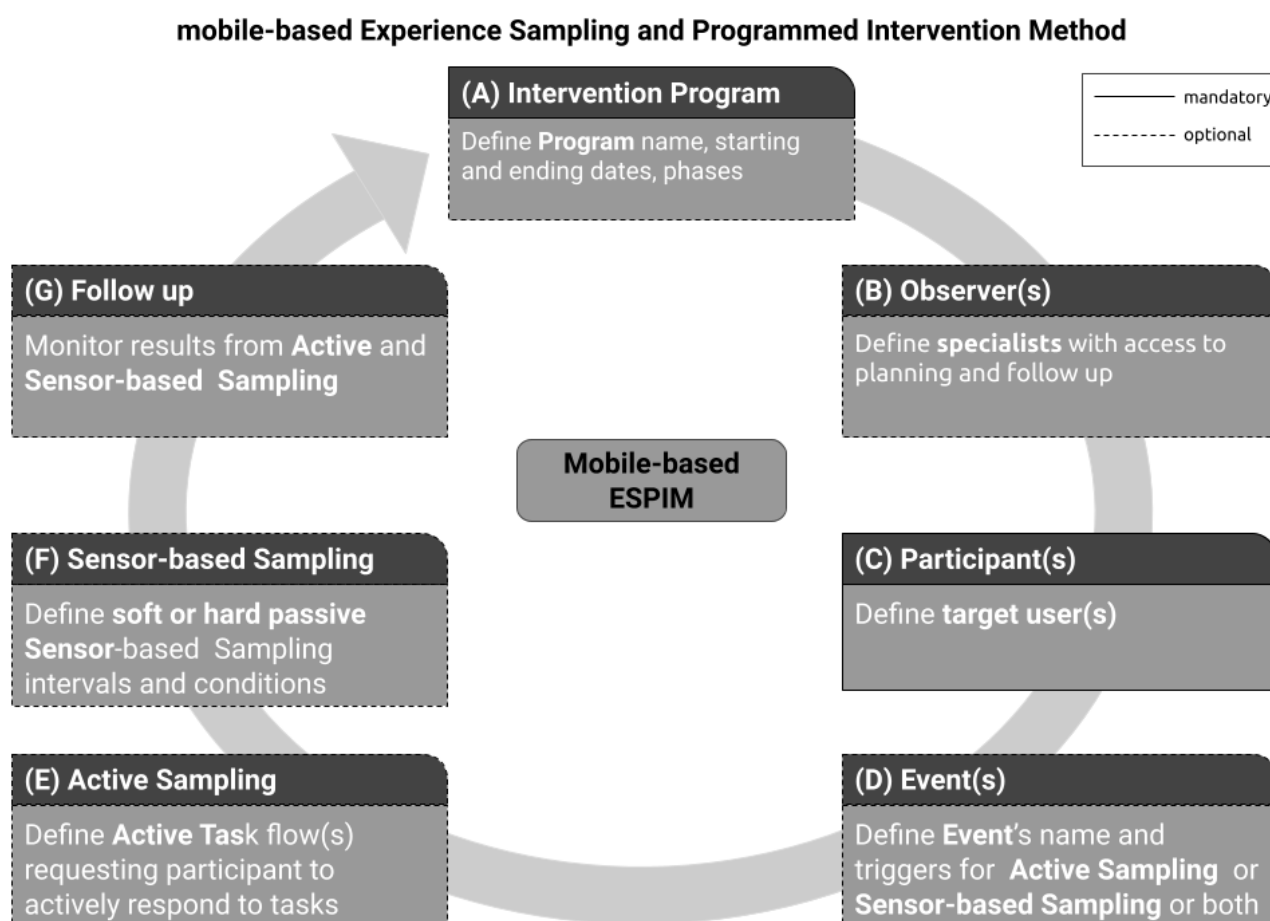 mobile-based Experience Sampling and Programmed Intervention Method
(A) Intervention Program
Define Program name, starting
and ending dates, phases
mandatory
optional
(B) Observer(s)
Define specialists with access to
planning and follow up
(C) Participant(s)
Define target user(s)
(D) Event(s)
Define Event's name and
triggers for Active Sampling or
Sensor-based Sampling or both
(E) Active Sampling
Define Active Task flow(s)
requesting participant to
actively respond to tasks
(F) Sensor-based Sampling
Define soft or hard passive
Sensor-based Sampling
intervals and conditions
(G) Follow up
Monitor results from Active and
Sensor-based Sampling
Mobile-based
ESPIM